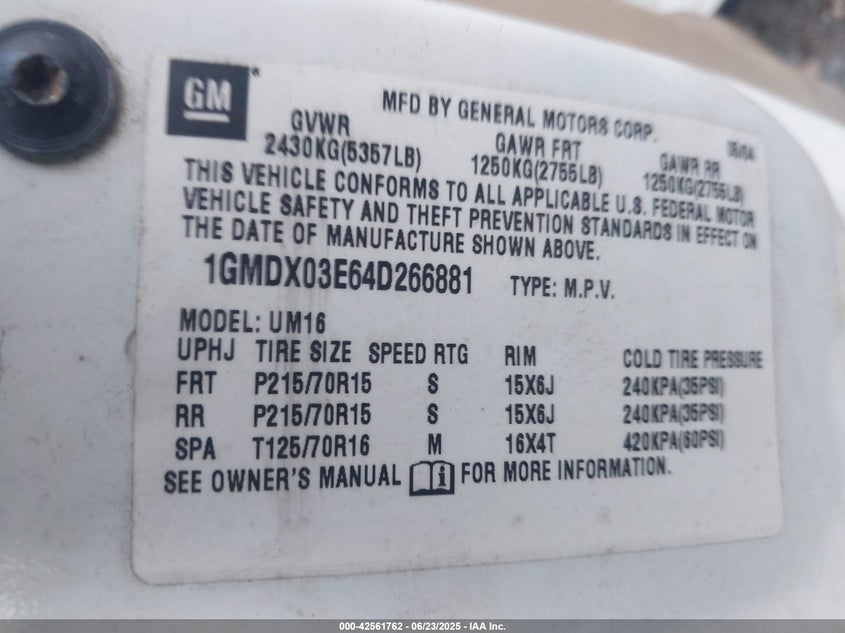 GM
MFD BY GENERAL MOTORS CORP. 05/04
GVWR GAWR FRT GAWR RR
2430KG(5357LB) 1250KG(2755LB) 1250KG(2755LB)
THIS VEHICLE CONFORMS TO ALL APPLICABLE U.S. FEDERAL MOTOR
VEHICLE SAFETY AND THEFT PREVENTION STANDARDS IN EFFECT ON
THE DATE OF MANUFACTURE SHOWN ABOVE.
1GMDX03E64D266881 TYPE: M.P.V.
MODEL: UM16
UPHJ TIRE SIZE SPEED RTG RIM COLD TIRE PRESSURE
FRT P215/70R15 S 15X6J 240KPA(35PSI)
RR P215/70R15 S 15X6J 240KPA(35PSI)
SPA T125/70R16 M 16X4T 420KPA(60PSI)
SEE OWNER'S MANUAL FOR MORE INFORMATION.
000-42561762 - 06/23/2025 - IAA Inc.